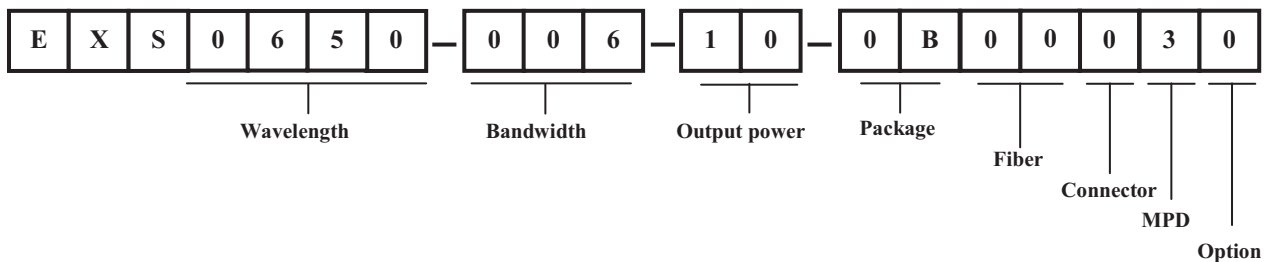 E X S 0 6 5 0 – 0 0 6 – 1 0 – 0 B 0 0 0 3 0
Wavelength Bandwidth Output power Package
Fiber
Connector
MPD
Option